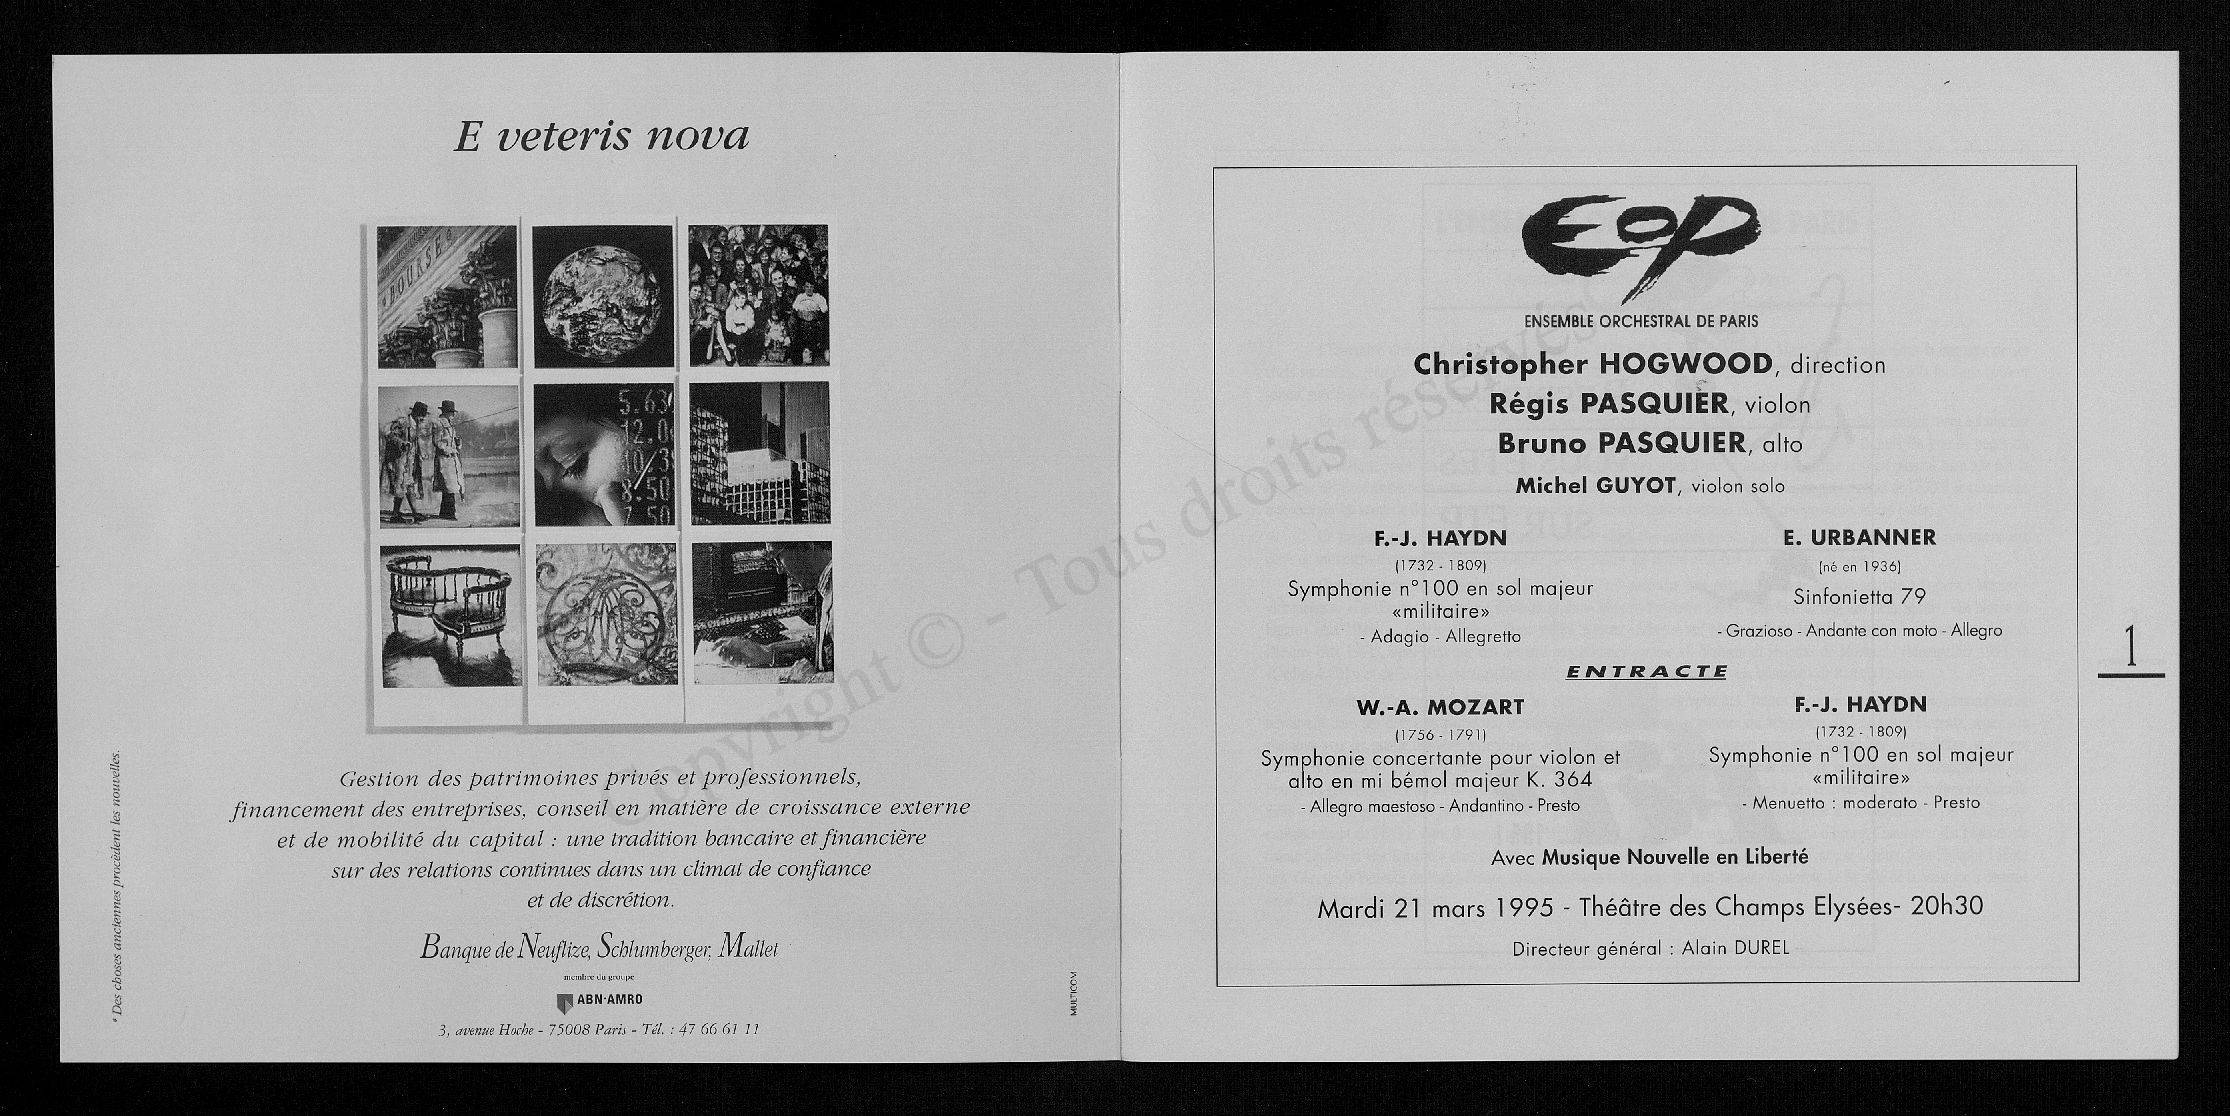 E veteris nova
BOURSE
5.63
12.0
10/3
8.50
7.50
Gestion des patrimoines privés et professionnels,
financement des entreprises, conseil en matière de croissance externe
et de mobilité du capital : une tradition bancaire et financière
sur des relations continues dans un climat de confiance
et de discrétion.
Banque de Neuflize, Schlumberger, Mallet
membre du groupe
ABN·AMRO
3, avenue Hoche - 75008 Paris - Tél. : 47 66 61 11
* Des choses anciennes procèdent les nouvelles.
MULTICOM
Copyright © - Tous droits réservés
EOP
ENSEMBLE ORCHESTRAL DE PARIS
Christopher HOGWOOD, direction
Régis PASQUIER, violon
Bruno PASQUIER, alto
Michel GUYOT, violon solo
F.-J. HAYDN
(1732 - 1809)
Symphonie n°100 en sol majeur
«militaire»
- Adagio - Allegretto
E. URBANNER
(né en 1936)
Sinfonietta 79
- Grazioso - Andante con moto - Allegro
ENTRACTE
W.-A. MOZART
(1756 - 1791)
Symphonie concertante pour violon et
alto en mi bémol majeur K. 364
- Allegro maestoso - Andantino - Presto
F.-J. HAYDN
(1732 - 1809)
Symphonie n°100 en sol majeur
«militaire»
- Menuetto : moderato - Presto
Avec Musique Nouvelle en Liberté
Mardi 21 mars 1995 - Théâtre des Champs Elysées- 20h30
Directeur général : Alain DUREL
1